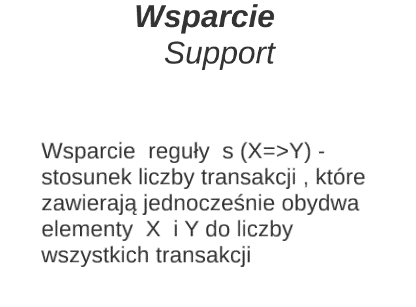 Wsparcie
Support
Wsparcie reguły s (X=>Y) -
stosunek liczby transakcji , które
zawierają jednocześnie obydwa
elementy X i Y do liczby
wszystkich transakcji